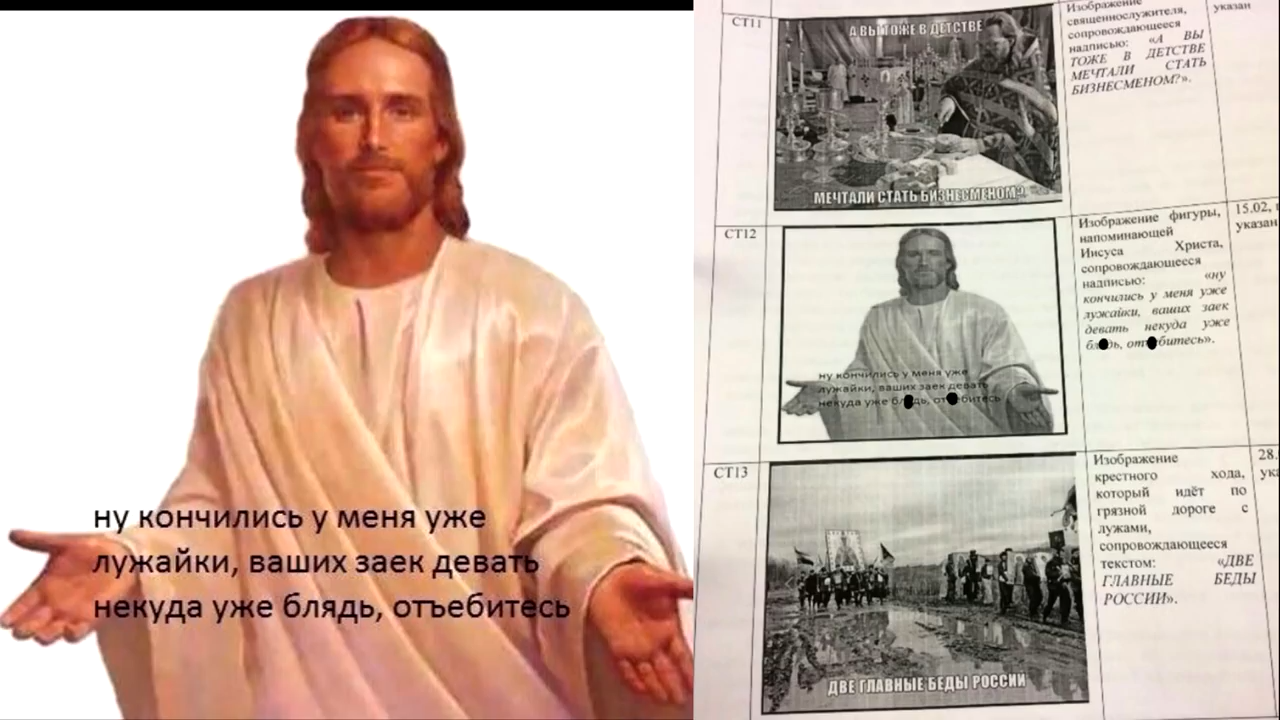 ну кончились у меня уже
лужайки, ваших заек девать
некуда уже блядь, отъебитесь
СТ11
А ВЫ ТОЖЕ В ДЕТСТВЕ
МЕЧТАЛИ СТАТЬ БИЗНЕСМЕНОМ?
Изображение
священнослужителя,
сопровождающееся
надписью: «А ВЫ
ТОЖЕ В ДЕТСТВЕ
МЕЧТАЛИ СТАТЬ
БИЗНЕСМЕНОМ?».
указан
СТ12
ну кончились у меня уже
лужайки, ваших заек девать
некуда уже бл●дь, от●ебитесь
Изображение фигуры,
напоминающей
Иисуса Христа,
сопровождающееся
надписью: «ну
кончились у меня уже
лужайки, ваших заек
девать некуда уже
бл●дь, от●ебитесь».
15.02,
указан
СТ13
ДВЕ ГЛАВНЫЕ БЕДЫ РОССИИ
Изображение
крестного хода,
который идёт по
грязной дороге с
лужами,
сопровождающееся
текстом: «ДВЕ
ГЛАВНЫЕ БЕДЫ
РОССИИ».
28.
ука